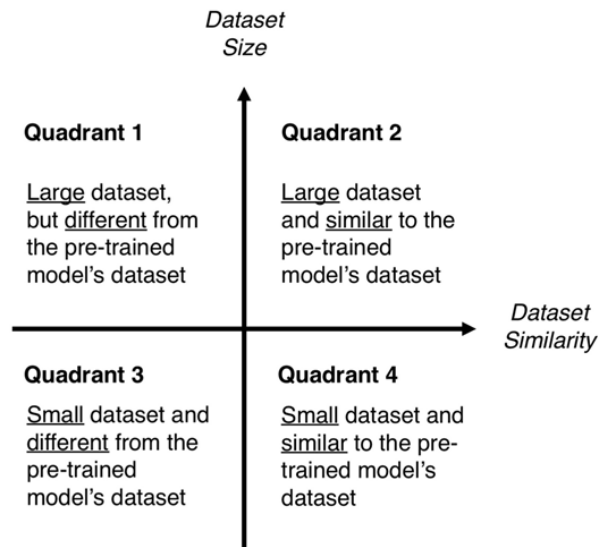 Dataset
Size
Quadrant 1
Large dataset,
but different from
the pre-trained
model's dataset
Quadrant 2
Large dataset
and similar to the
pre-trained
model's dataset
Dataset
Similarity
Quadrant 3
Small dataset and
different from the
pre-trained
model's dataset
Quadrant 4
Small dataset and
similar to the pre-
trained model's
dataset